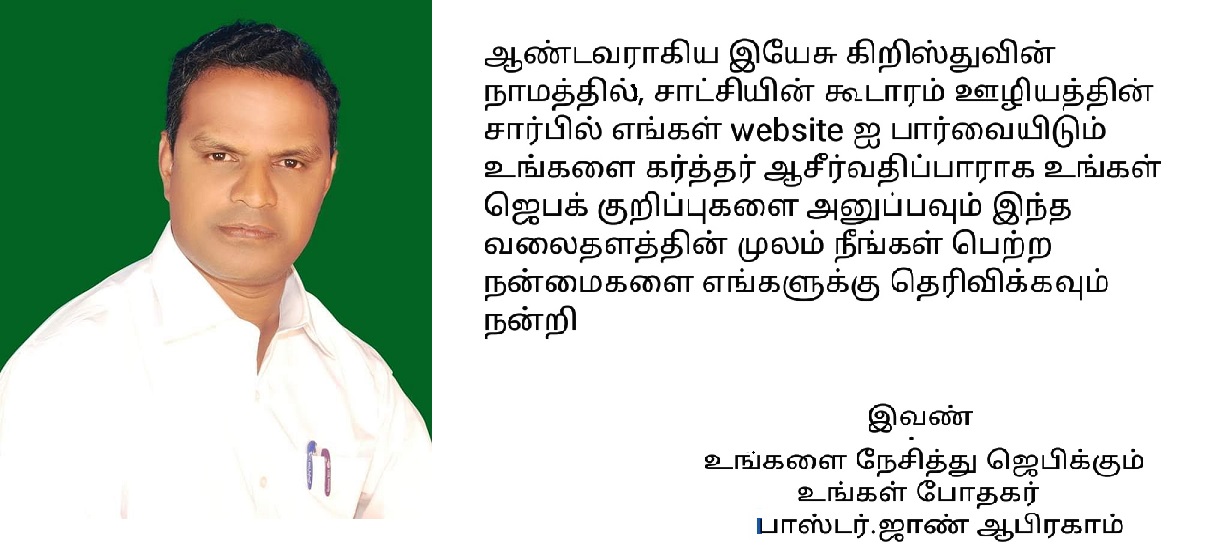 ஆண்டவராகிய இயேசு கிறிஸ்துவின்
நாமத்தில், சாட்சியின் கூடாரம் ஊழியத்தின்
சார்பில் எங்கள் website ஐ பார்வையிடும்
உங்களை கர்த்தர் ஆசீர்வதிப்பாராக உங்கள்
ஜெபக் குறிப்புகளை அனுப்பவும் இந்த
வலைதளத்தின் முலம் நீங்கள் பெற்ற
நன்மைகளை எங்களுக்கு தெரிவிக்கவும்
நன்றி
இவண்
உங்களை நேசித்து ஜெபிக்கும்
உங்கள் போதகர்
பாஸ்டர்.ஜாண் ஆபிரகாம்